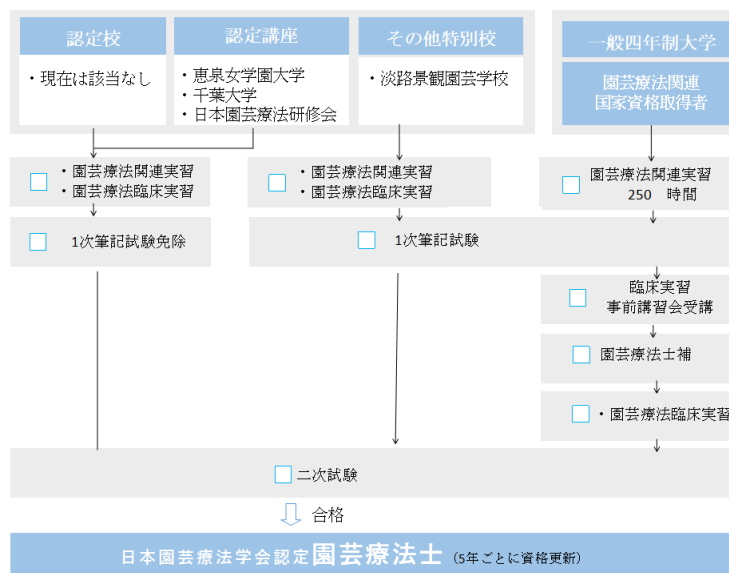 認定校
・現在は該当なし
認定講座
・恵泉女学園大学
・千葉大学
・日本園芸療法研修会
その他特別校
・淡路景観園芸学校
一般四年制大学
園芸療法関連
国家資格取得者
・園芸療法関連実習
・園芸療法臨床実習
・園芸療法関連実習
・園芸療法臨床実習
園芸療法関連実習
250 時間
1次筆記試験免除
1次筆記試験
臨床実習
事前講習会受講
園芸療法士補
・園芸療法臨床実習
二次試験
合格
日本園芸療法学会認定園芸療法士（5年ごとに資格更新）